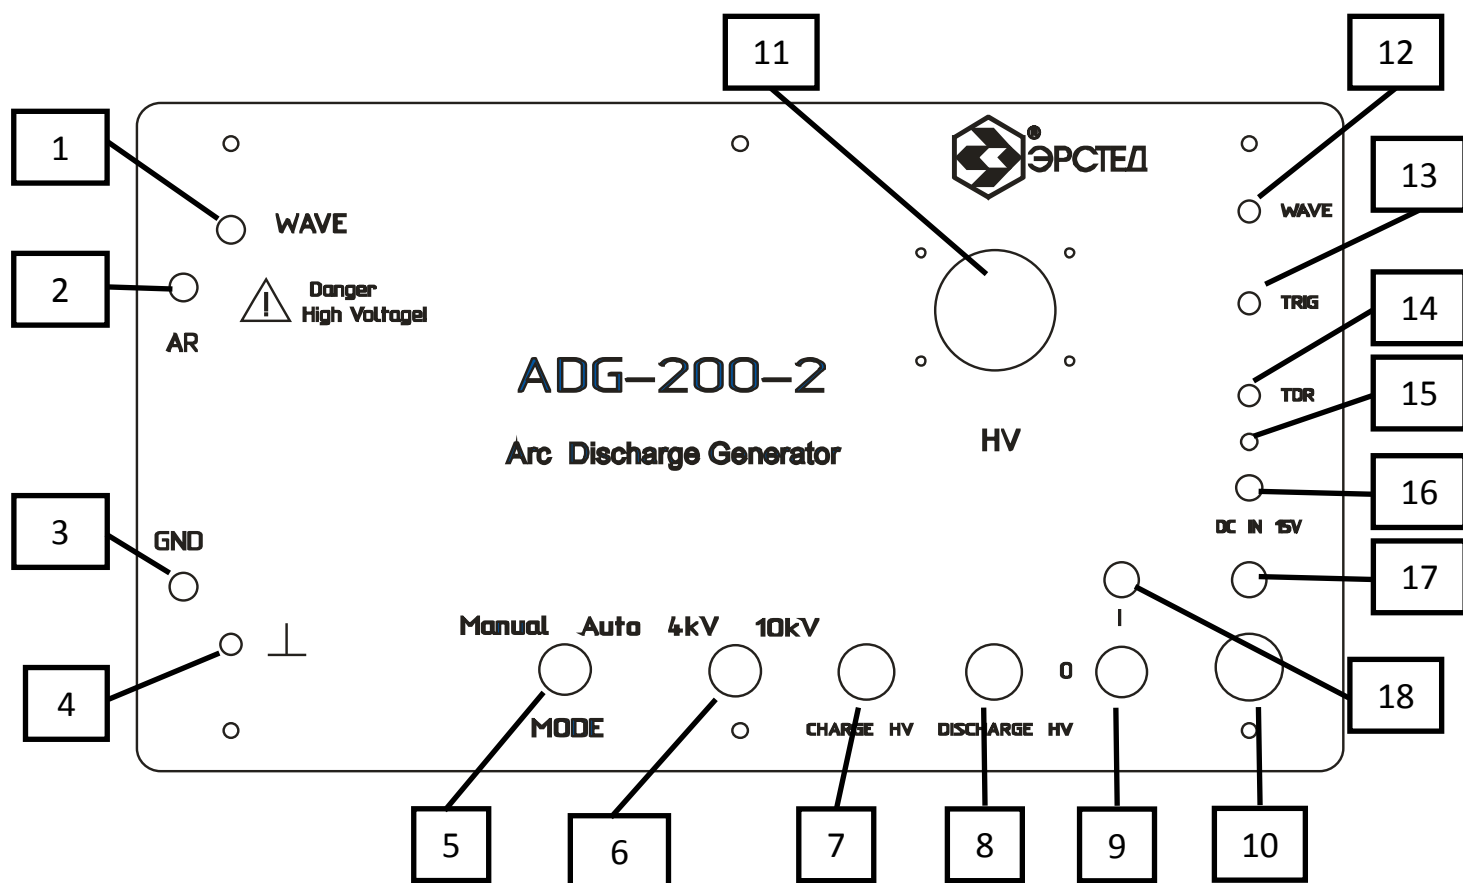 11
12
1
® ЭРСТЕД
13
WAVE
WAVE
2
Danger
High Voltage!
TRIG
AR
14
ADG-200-2
TDR
15
HV
Arc Discharge Generator
16
3
GND
DC IN 15V
17
Manual Auto 4kV 10kV
I
4
0
18
MODE
CHARGE HV DISCHARGE HV
5
6
7
8
9
10